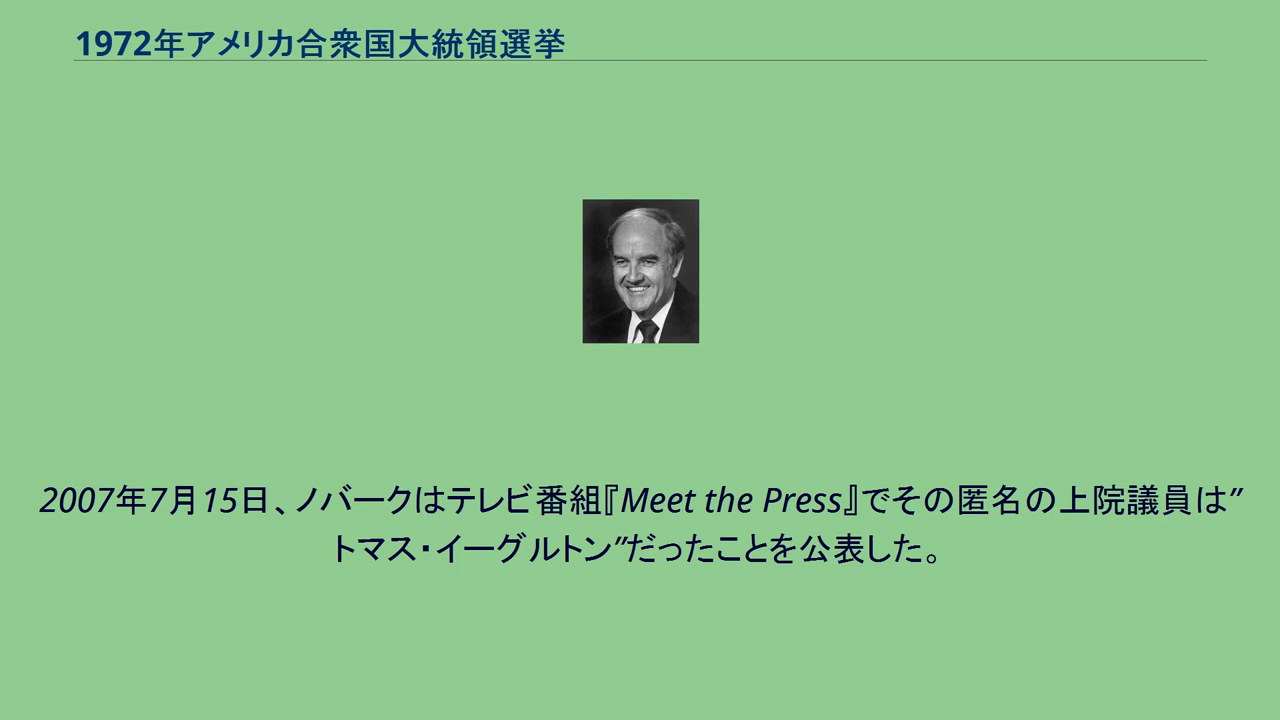 1972年アメリカ合衆国大統領選挙
2007年7月15日、ノバークはテレビ番組『Meet the Press』でその匿名の上院議員は”
トマス・イーグルトン”だったことを公表した。